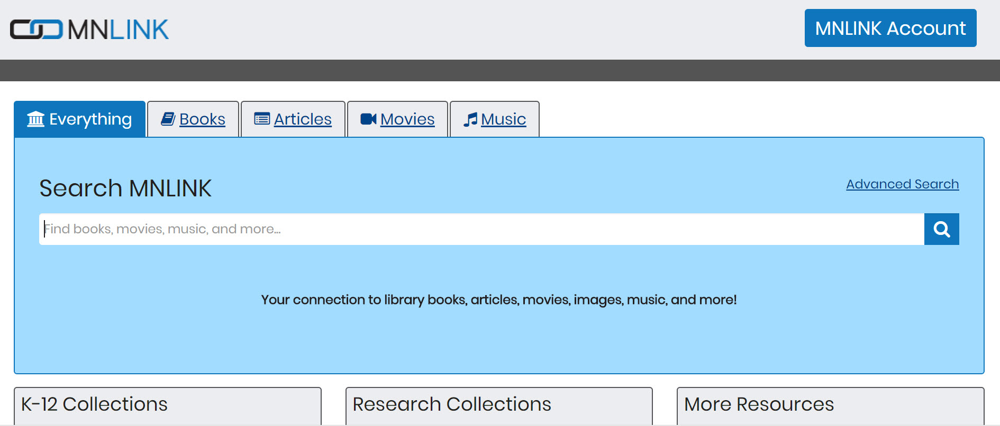 MNLINK
MNLINK Account
Everything
Books
Articles
Movies
Music
Search MNLINK
Advanced Search
Find books, movies, music, and more...
Your connection to library books, articles, movies, images, music, and more!
K-12 Collections
Research Collections
More Resources